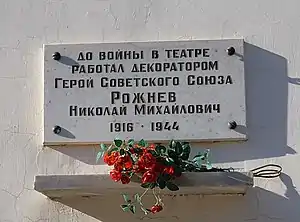 ДО ВОЙНЫ В ТЕАТРЕ
РАБОТАЛ ДЕКОРАТОРОМ
ГЕРОЙ СОВЕТСКОГО СОЮЗА
РОЖНЕВ
НИКОЛАЙ МИХАЙЛОВИЧ
1916 - 1944